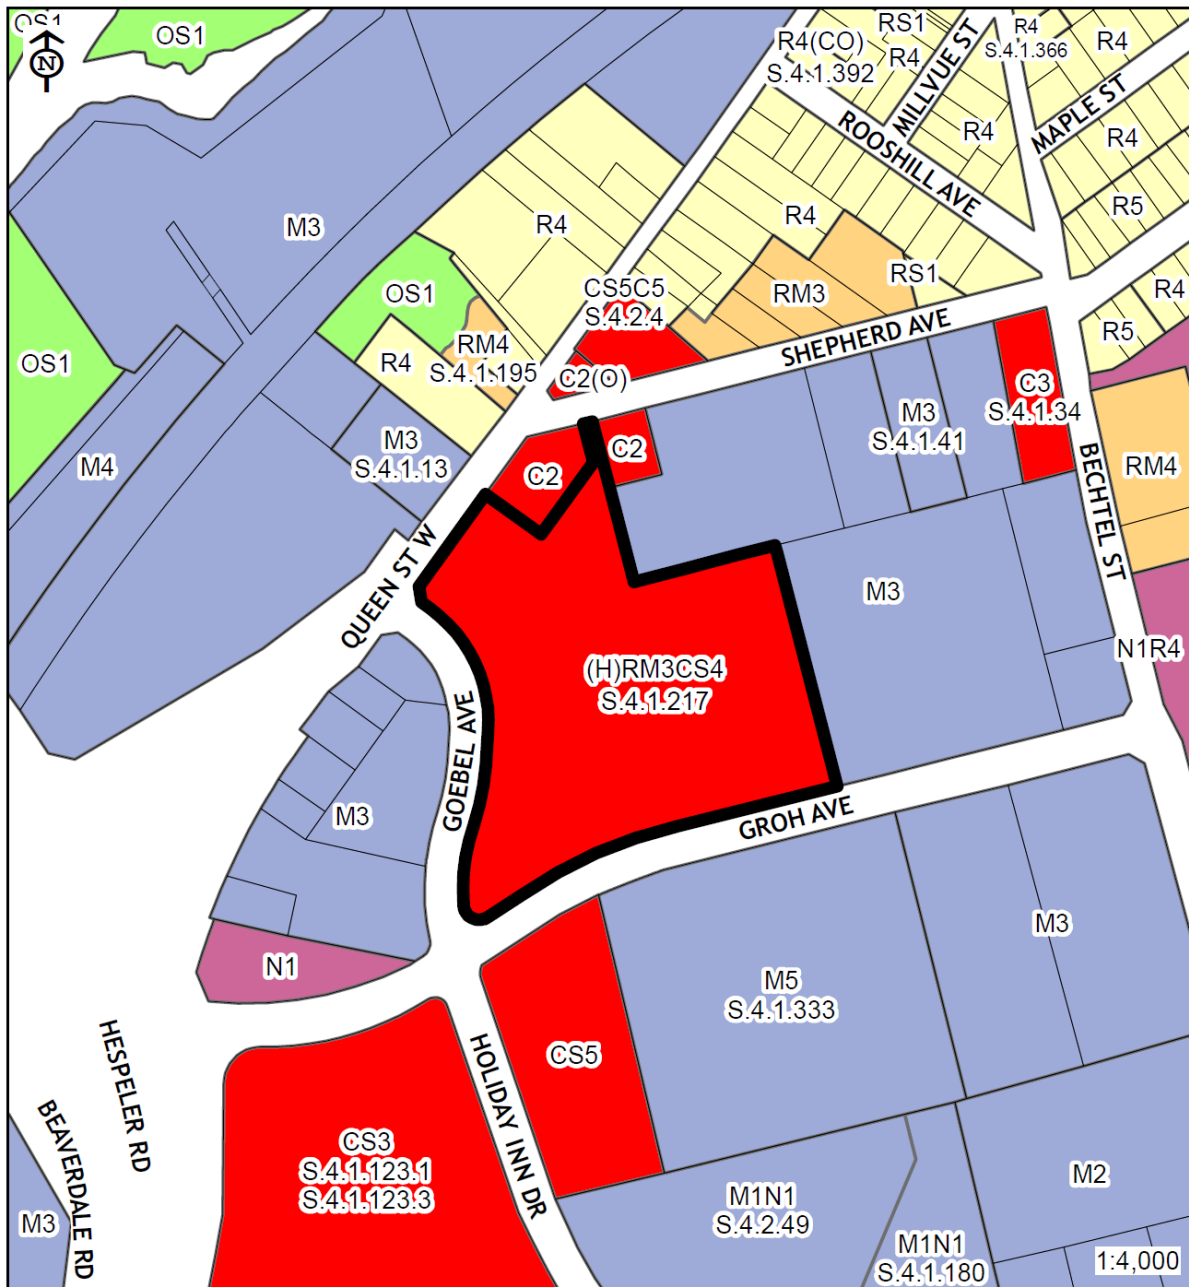 OS1
OS1
N
RS1
R4
S.4.1.366
R4
R4(CO)
S.4.1.392
R4
MILLVUE ST
MAPLE ST
R4
R4
ROOSHILL AVE
R5
M3
R4
R4
RS1
OS1
RM3
CS5C5
S.4.2.4
R4
R5
SHEPHERD AVE
RM4
S.4.1.195
R4
OS1
C2(O)
C3
S.4.1.34
M3
S.4.1.41
M3
S.4.1.13
C2
C2
M4
RM4
BECHTEL ST
QUEEN ST W
M3
N1R4
(H)RM3CS4
S.4.1.217
GOEBEL AVE
M3
GROH AVE
M3
N1
M5
S.4.1.333
CS5
HESPELER RD
HOLIDAY INN DR
BEAVERDALE RD
CS3
S.4.1.123.1
S.4.1.123.3
M2
M3
M1N1
S.4.2.49
M1N1
S.4.1.180
1:4,000